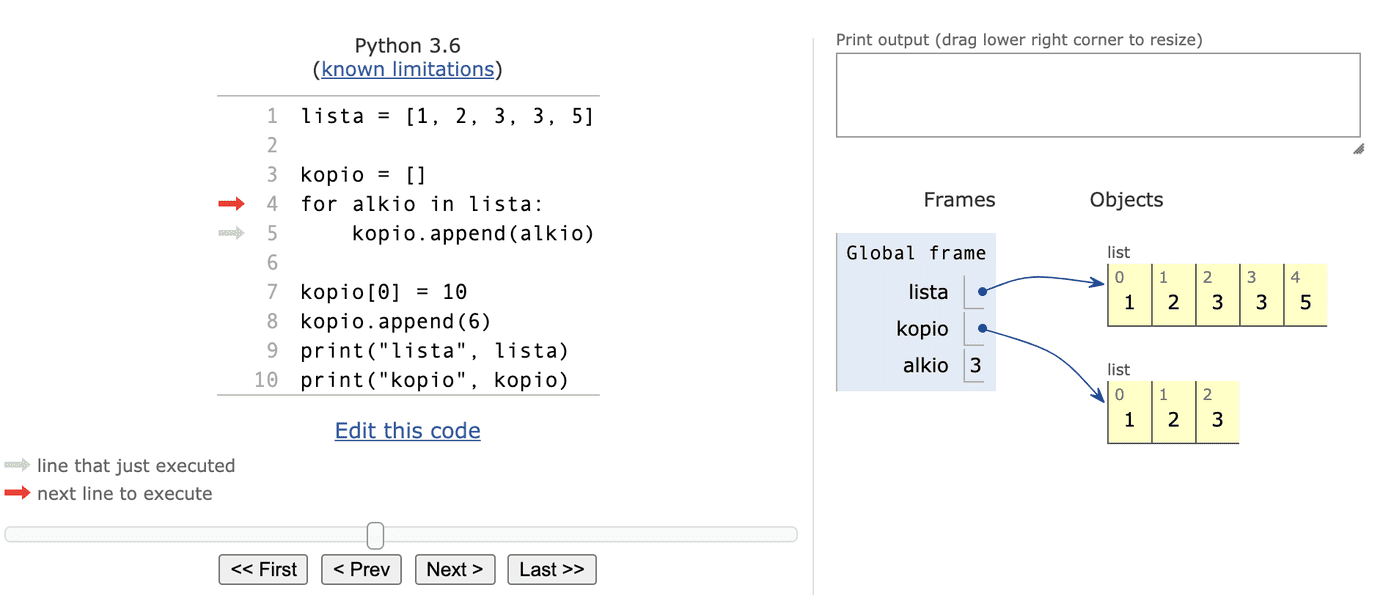 Python 3.6
(known limitations)
1 lista = [1, 2, 3, 3, 5]
2
3 kopio = []
4 for alkio in lista:
5     kopio.append(alkio)
6
7 kopio[0] = 10
8 kopio.append(6)
9 print("lista", lista)
10 print("kopio", kopio)
Edit this code
line that just executed
next line to execute
<< First < Prev Next > Last >>
Print output (drag lower right corner to resize)
Frames Objects
Global frame
lista
kopio
alkio 3
list
0 1 2 3 4
1 2 3 3 5
list
0 1 2
1 2 3